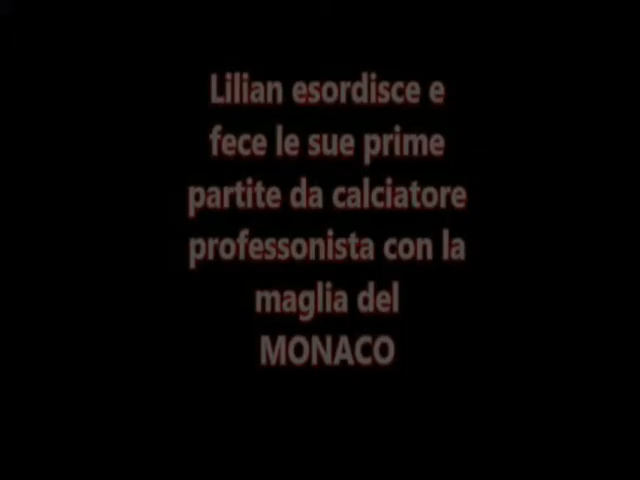 Lilian esordisce e
fece le sue prime
partite da calciatore
professonista con la
maglia del
MONACO